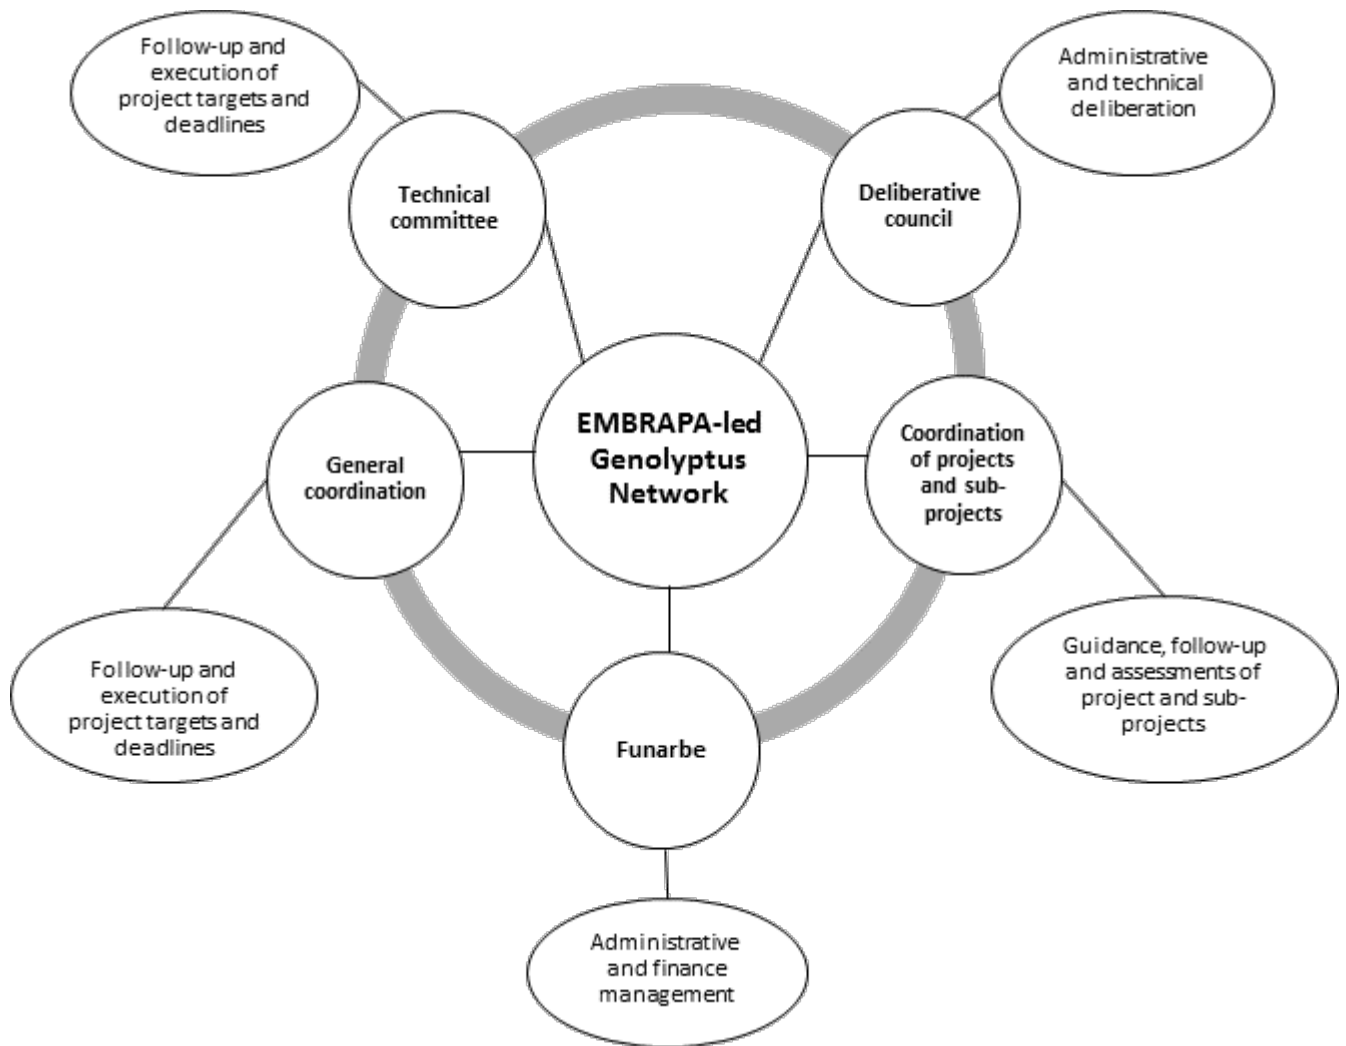 Follow-up and
execution of
project targets and
deadlines
Administrative
and technical
deliberation
Technical
committee
Deliberative
council
EMBRAPA-led
Genolyptus
Network
General
coordination
Coordination
of projects
and sub-
projects
Follow-up and
execution of
project targets and
deadlines
Guidance, follow-up
and assessments of
project and sub-
projects
Funarbe
Administrative
and finance
management